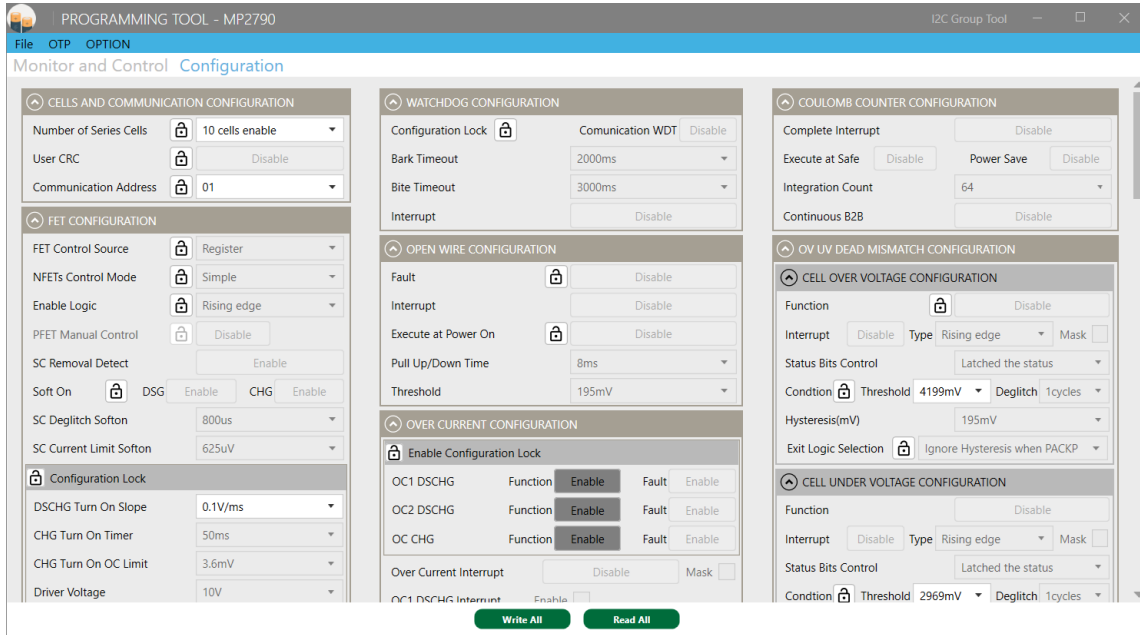 PROGRAMMING TOOL - MP2790
I2C Group Tool
File OTP OPTION
Monitor and Control Configuration
CELLS AND COMMUNICATION CONFIGURATION
Number of Series Cells 10 cells enable
User CRC Disable
Communication Address 01
FET CONFIGURATION
FET Control Source Register
NFETs Control Mode Simple
Enable Logic Rising edge
PFET Manual Control Disable
SC Removal Detect Enable
Soft On DSG Enable CHG Enable
SC Deglitch Softon 800us
SC Current Limit Softon 625uV
Configuration Lock
DSCHG Turn On Slope 0.1V/ms
CHG Turn On Timer 50ms
CHG Turn On OC Limit 3.6mV
Driver Voltage 10V
WATCHDOG CONFIGURATION
Configuration Lock Comunication WDT Disable
Bark Timeout 2000ms
Bite Timeout 3000ms
Interrupt Disable
OPEN WIRE CONFIGURATION
Fault Disable
Interrupt Disable
Execute at Power On Disable
Pull Up/Down Time 8ms
Threshold 195mV
OVER CURRENT CONFIGURATION
Enable Configuration Lock
OC1 DSCHG Function Enable Fault Enable
OC2 DSCHG Function Enable Fault Enable
OC CHG Function Enable Fault Enable
Over Current Interrupt Disable Mask
OC1 DSCHG Interrupt Enable
COULOMB COUNTER CONFIGURATION
Complete Interrupt Disable
Execute at Safe Disable Power Save Disable
Integration Count 64
Continuous B2B Disable
OV UV DEAD MISMATCH CONFIGURATION
CELL OVER VOLTAGE CONFIGURATION
Function Disable
Interrupt Disable Type Rising edge Mask
Status Bits Control Latched the status
Condtion Threshold 4199mV Deglitch 1cycles
Hysteresis(mV) 195mV
Exit Logic Selection Ignore Hysteresis when PACKP
CELL UNDER VOLTAGE CONFIGURATION
Function Disable
Interrupt Disable Type Rising edge Mask
Status Bits Control Latched the status
Condtion Threshold 2969mV Deglitch 1cycles
Write All Read All